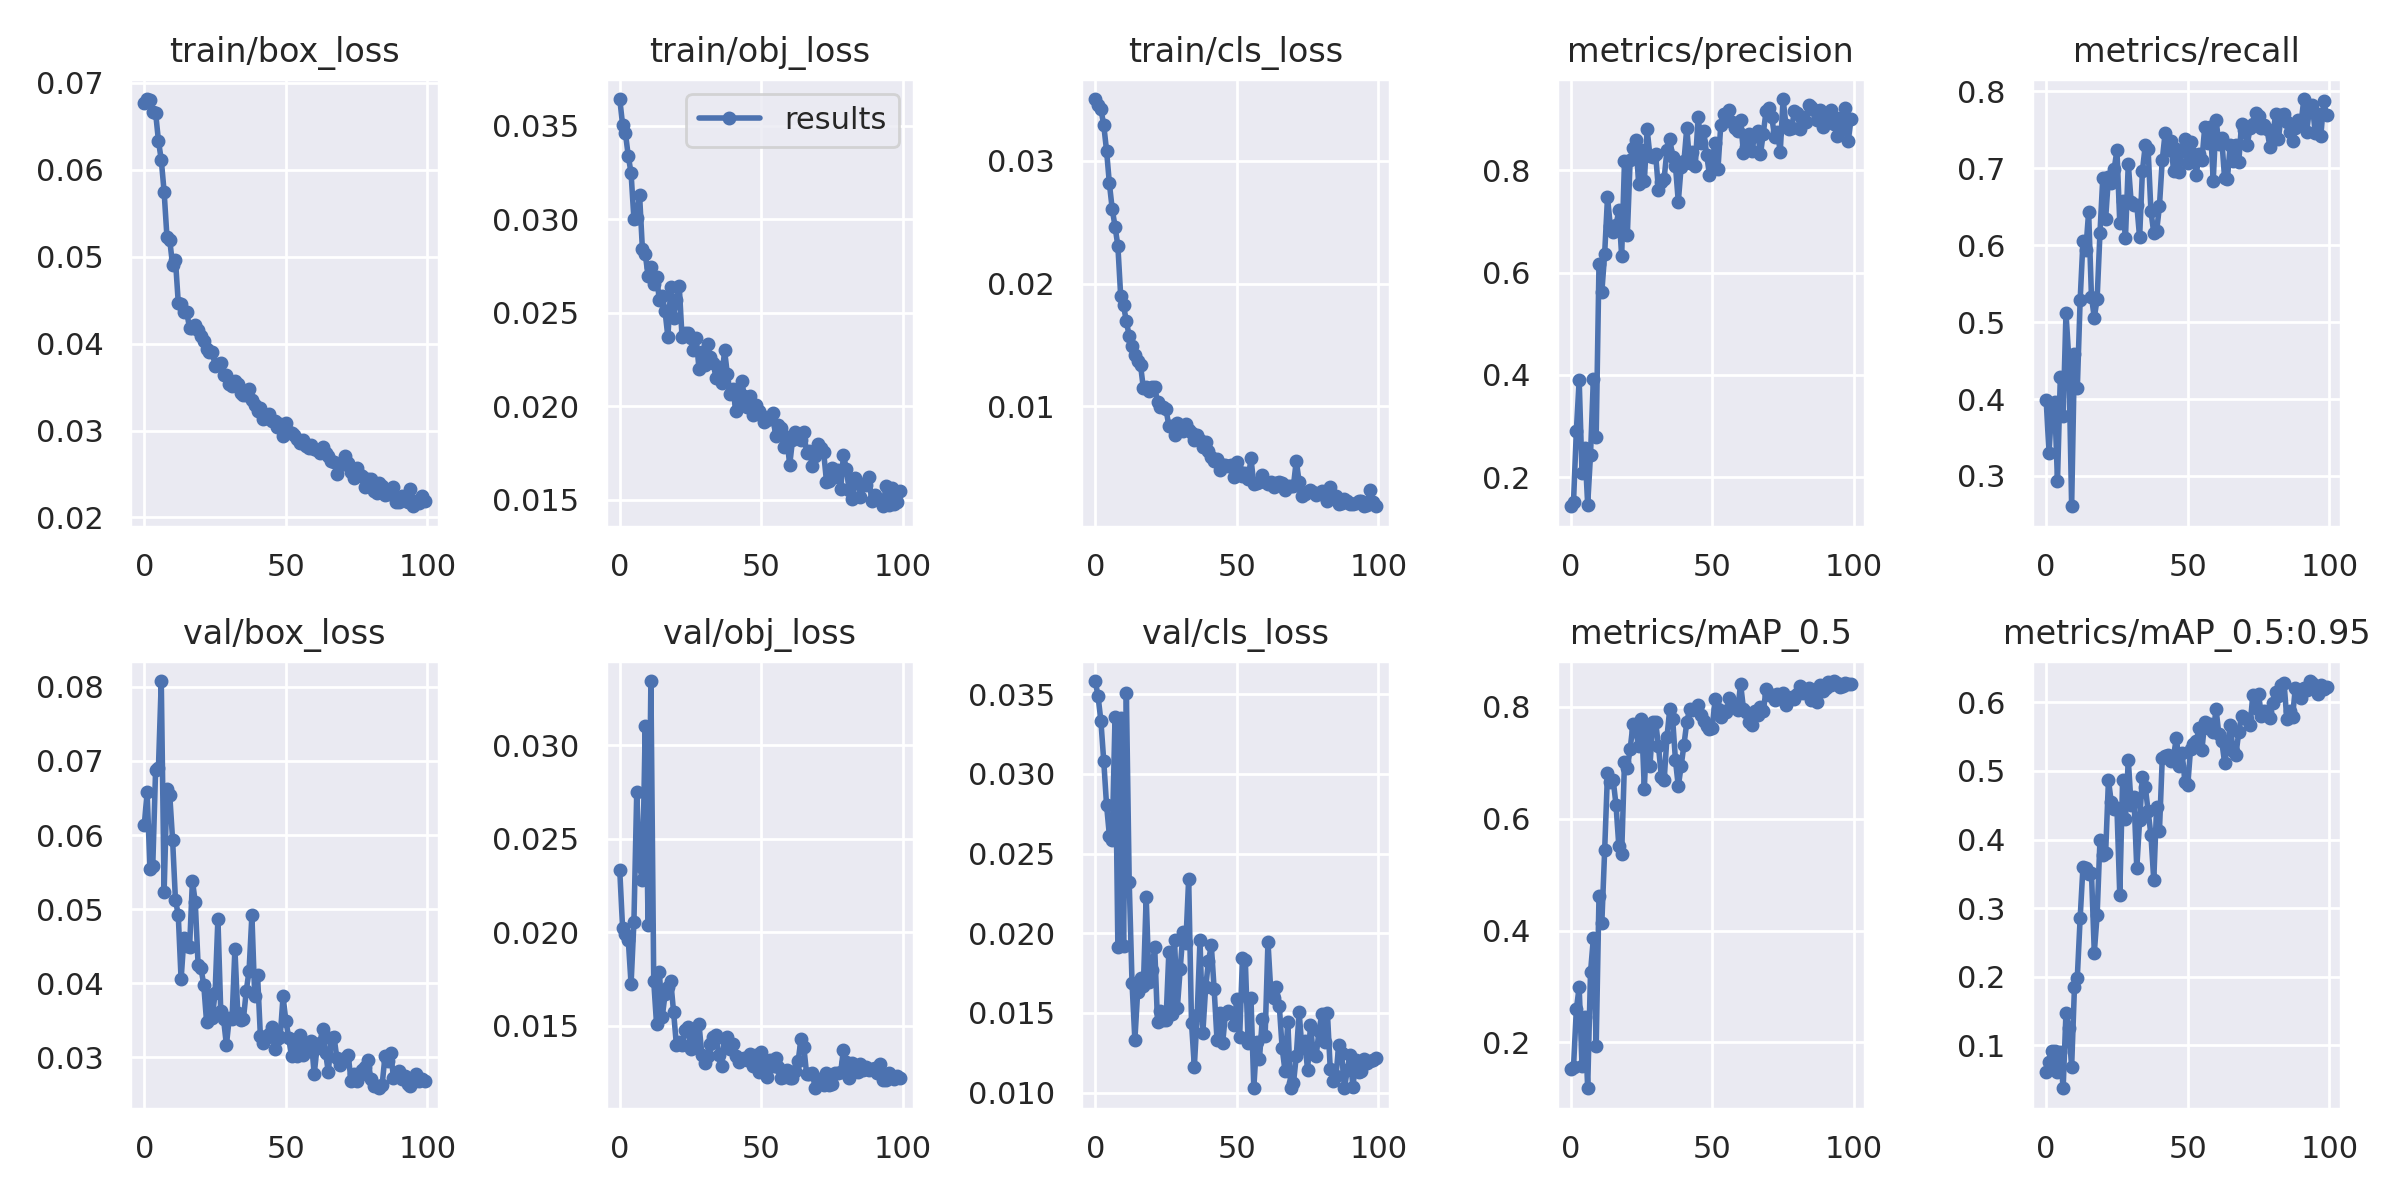 train/box_loss
0.07
0.06
0.05
0.04
0.03
0.02
0 50 100
train/obj_loss
results
0.035
0.030
0.025
0.020
0.015
0 50 100
train/cls_loss
0.03
0.02
0.01
0 50 100
metrics/precision
0.8
0.6
0.4
0.2
0 50 100
metrics/recall
0.8
0.7
0.6
0.5
0.4
0.3
0 50 100
val/box_loss
0.08
0.07
0.06
0.05
0.04
0.03
0 50 100
val/obj_loss
0.030
0.025
0.020
0.015
0 50 100
val/cls_loss
0.035
0.030
0.025
0.020
0.015
0.010
0 50 100
metrics/mAP_0.5
0.8
0.6
0.4
0.2
0 50 100
metrics/mAP_0.5:0.95
0.6
0.5
0.4
0.3
0.2
0.1
0 50 100